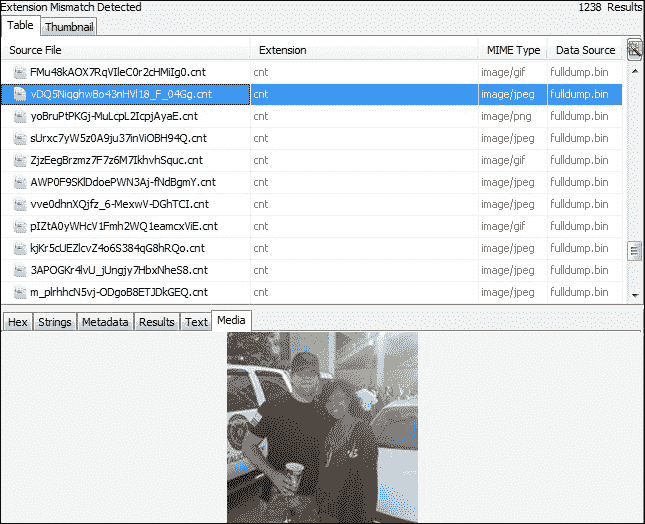 Extension Mismatch Detected 1238 Results
Table Thumbnail
Source File Extension MIME Type Data Source
FMu48kAOX7RqVIleC0r2cHMiIg0.cnt cnt image/gif fulldump.bin
vDQ5NiqghwBo43nHVl18_F_04Gg.cnt cnt image/jpeg fulldump.bin
yoBruPtPKGj-MuLcpL2IcpjAyaE.cnt cnt image/png fulldump.bin
sUrxc7yW5z0A9ju37inViOBH94Q.cnt cnt image/jpeg fulldump.bin
ZjzEegBrzmz7F7z6M7IkhvhSquc.cnt cnt image/gif fulldump.bin
AWP0F9SKlDdoePWN3Aj-fNdBgmY.cnt cnt image/jpeg fulldump.bin
vve0dhnXQjfz_6-MexwV-DGhTCI.cnt cnt image/jpeg fulldump.bin
pIZtA0yWHcV1Fmh2WQ1eamcxViE.cnt cnt image/gif fulldump.bin
kjKr5cUEZlcvZ4o6S384qG8hRQo.cnt cnt image/jpeg fulldump.bin
3APOGKr4lvU_jUngjy7HbxNheS8.cnt cnt image/jpeg fulldump.bin
m_plrhhcN5vj-ODgoB8ETJDkGEQ.cnt cnt image/jpeg fulldump.bin
Hex Strings Metadata Results Text Media